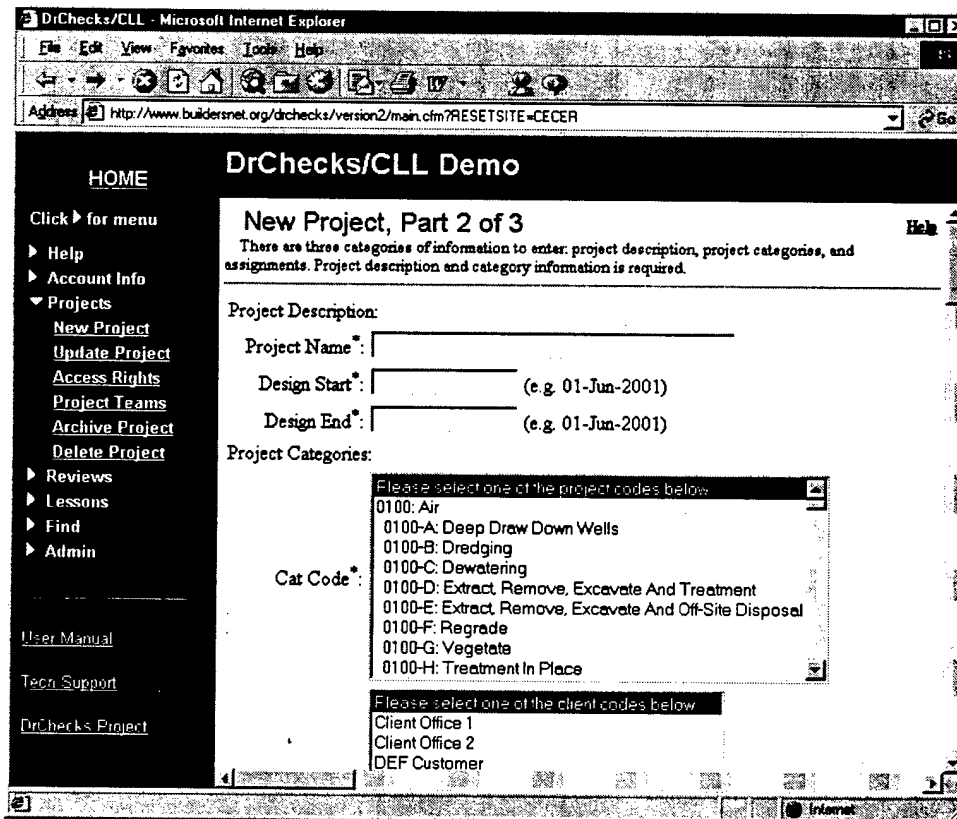 DrChecks/CLL - Microsoft Internet Explorer
File Edit View Favorites Tools Help
Address http://www.buildersnet.org/drchecks/version2/main.cfm?RESETSITE=CECER Go
HOME
Click for menu
Help
Account Info
Projects
New Project
Update Project
Access Rights
Project Teams
Archive Project
Delete Project
Reviews
Lessons
Find
Admin
User Manual
Tech Support
DrChecks Project
DrChecks/CLL Demo
New Project, Part 2 of 3 Help
There are three categories of information to enter: project description, project categories, and
assignments. Project description and category information is required.
Project Description:
Project Name*:
Design Start*: (e.g. 01-Jun-2001)
Design End*: (e.g. 01-Jun-2001)
Project Categories:
Cat Code*:
Please select one of the project codes below
0100: Air
0100-A: Deep Draw Down Wells
0100-B: Dredging
0100-C: Dewatering
0100-D: Extract, Remove, Excavate And Treatment
0100-E: Extract, Remove, Excavate And Off-Site Disposal
0100-F: Regrade
0100-G: Vegetate
0100-H: Treatment In Place
Please select one of the client codes below
Client Office 1
Client Office 2
DEF Customer
Internet